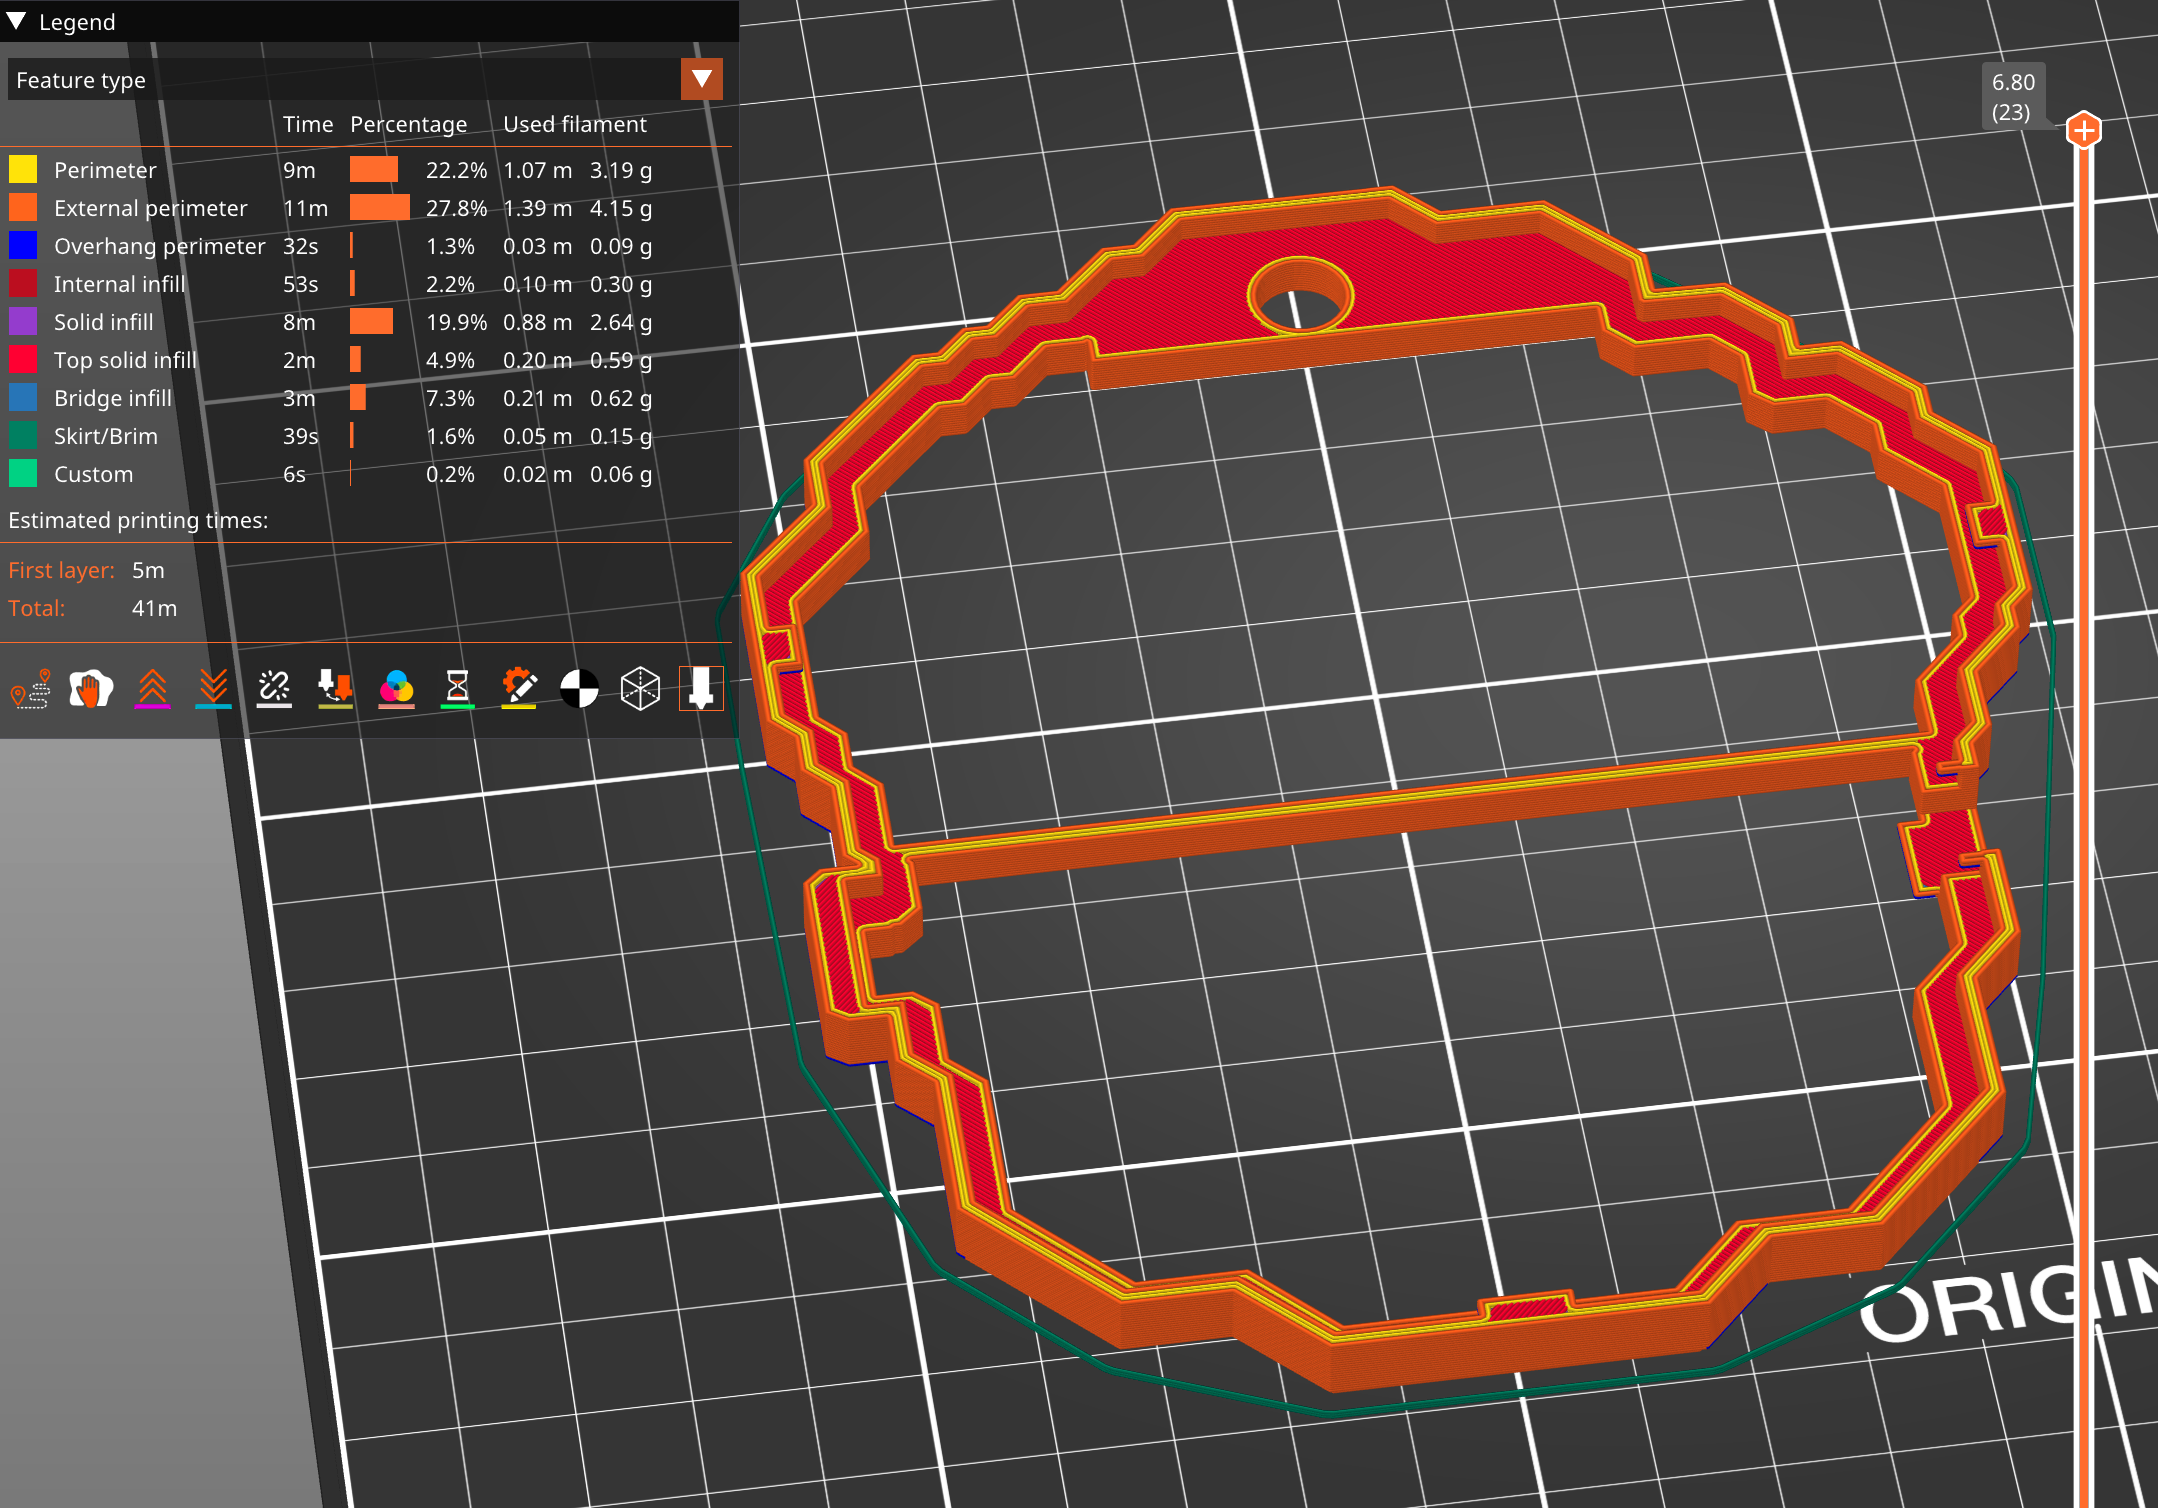 Legend
Feature type
Time Percentage Used filament
Perimeter 9m 22.2% 1.07 m 3.19 g
External perimeter 11m 27.8% 1.39 m 4.15 g
Overhang perimeter 32s 1.3% 0.03 m 0.09 g
Internal infill 53s 2.2% 0.10 m 0.30 g
Solid infill 8m 19.9% 0.88 m 2.64 g
Top solid infill 2m 4.9% 0.20 m 0.59 g
Bridge infill 3m 7.3% 0.21 m 0.62 g
Skirt/Brim 39s 1.6% 0.05 m 0.15 g
Custom 6s 0.2% 0.02 m 0.06 g
Estimated printing times:
First layer: 5m
Total: 41m
6.80
(23)
ORIGIN